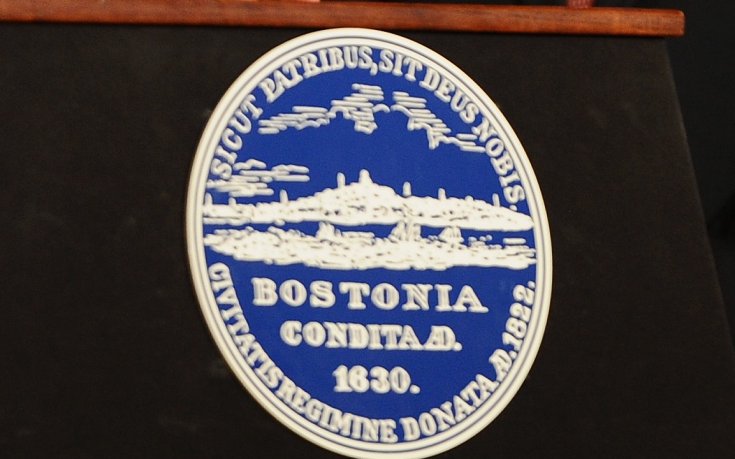 SICUT PATRIBUS, SIT DEUS NOBIS.
BOSTONIA
CONDITA AD.
1630.
CIVITATIS REGIMINE DONATA AD. 1822.